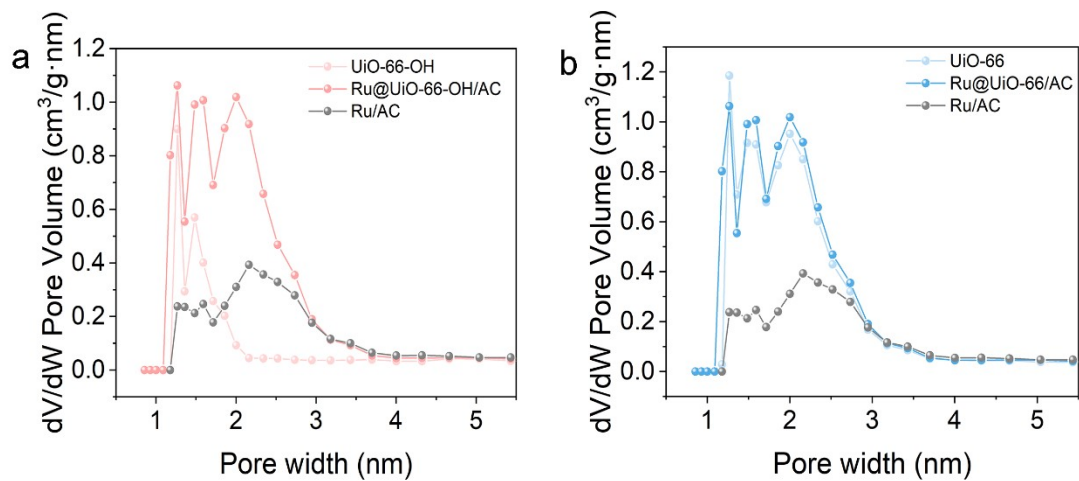 a
UiO-66-OH
Ru@UiO-66-OH/AC
Ru/AC
dV/dW Pore Volume (cm³/g·nm)
1.2
1.0
0.8
0.6
0.4
0.2
0.0
1 2 3 4 5
Pore width (nm)
b
UiO-66
Ru@UiO-66/AC
Ru/AC
dV/dW Pore Volume (cm³/g·nm)
1.2
1.0
0.8
0.6
0.4
0.2
0.0
1 2 3 4 5
Pore width (nm)